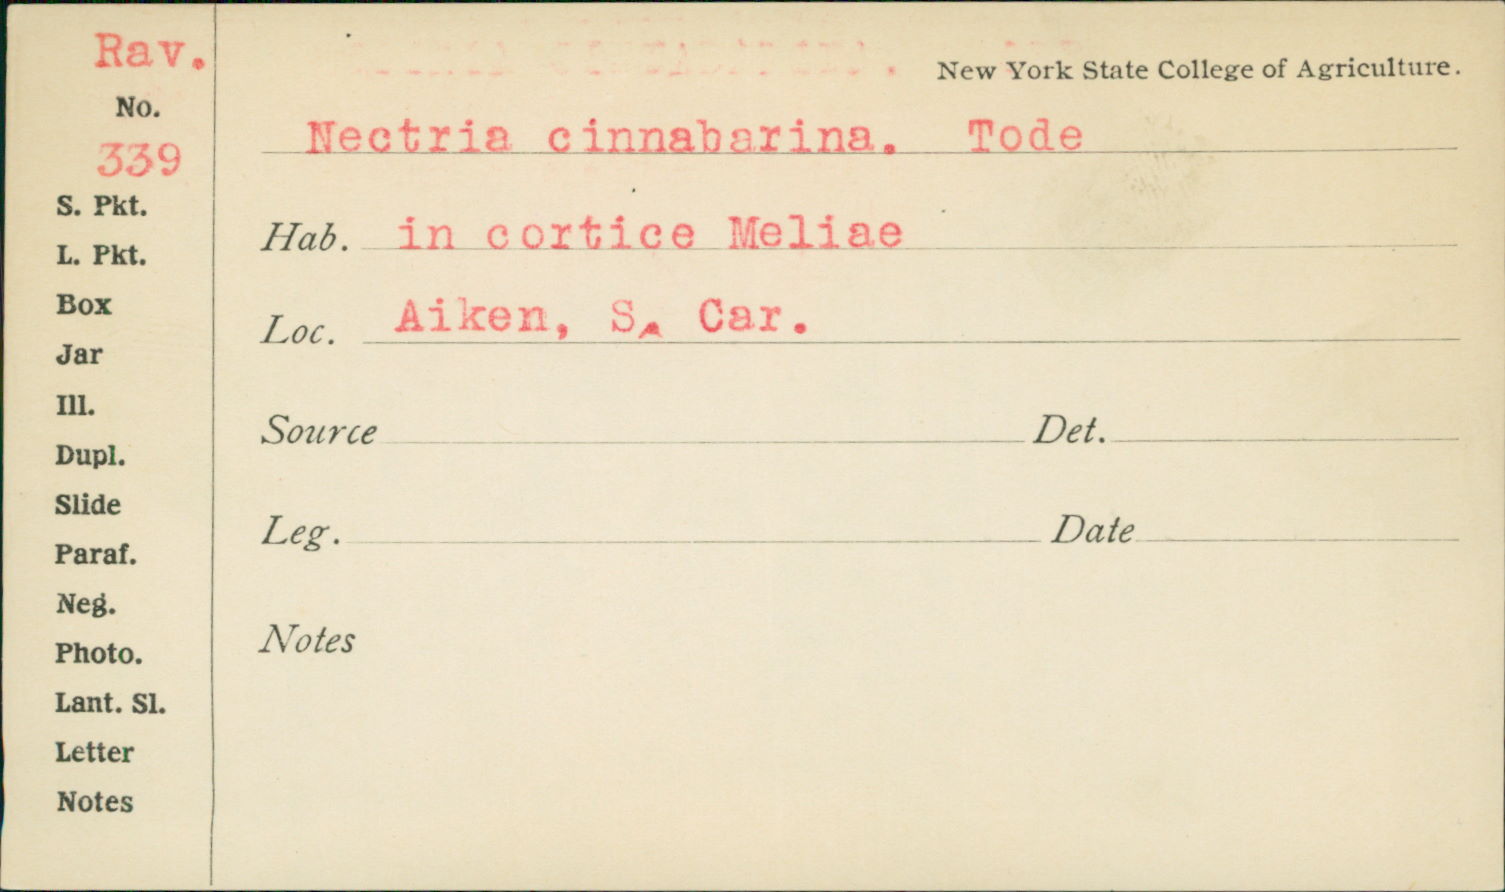 Rav.
No.
339
S. Pkt.
L. Pkt.
Box
Jar
Ill.
Dupl.
Slide
Paraf.
Neg.
Photo.
Lant. Sl.
Letter
Notes
New York State College of Agriculture.
Nectria cinnabarina. Tode
Hab. in cortice Meliae
Loc. Aiken, S. Car.
Source Det.
Leg. Date
Notes